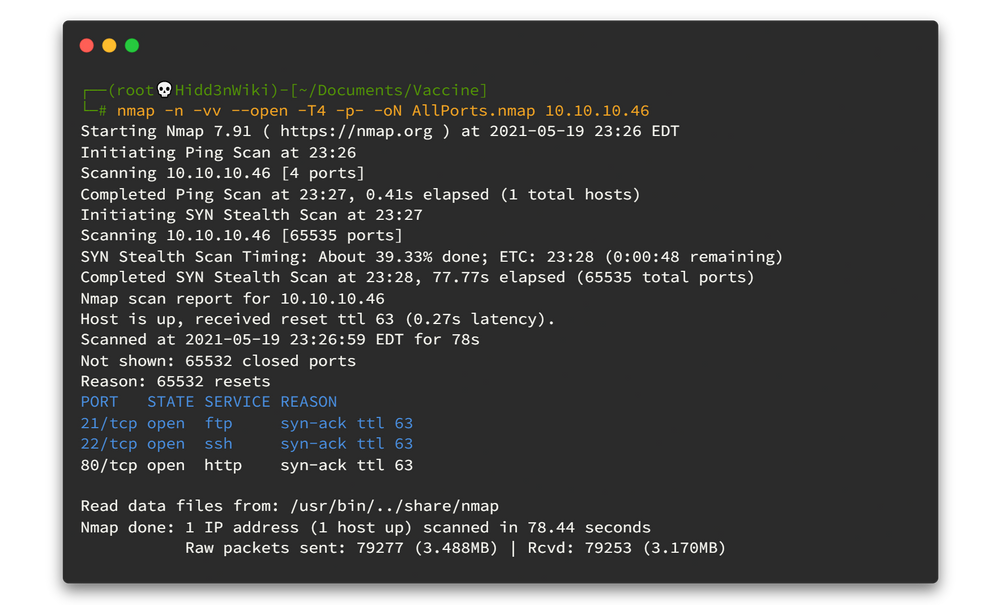 ┌──(root💀Hidd3nWiki)-[~/Documents/Vaccine]
└─# nmap -n -vv --open -T4 -p- -oN AllPorts.nmap 10.10.10.46
Starting Nmap 7.91 ( https://nmap.org ) at 2021-05-19 23:26 EDT
Initiating Ping Scan at 23:26
Scanning 10.10.10.46 [4 ports]
Completed Ping Scan at 23:27, 0.41s elapsed (1 total hosts)
Initiating SYN Stealth Scan at 23:27
Scanning 10.10.10.46 [65535 ports]
SYN Stealth Scan Timing: About 39.33% done; ETC: 23:28 (0:00:48 remaining)
Completed SYN Stealth Scan at 23:28, 77.77s elapsed (65535 total ports)
Nmap scan report for 10.10.10.46
Host is up, received reset ttl 63 (0.27s latency).
Scanned at 2021-05-19 23:26:59 EDT for 78s
Not shown: 65532 closed ports
Reason: 65532 resets
PORT   STATE SERVICE REASON
21/tcp open  ftp     syn-ack ttl 63
22/tcp open  ssh     syn-ack ttl 63
80/tcp open  http    syn-ack ttl 63
Read data files from: /usr/bin/../share/nmap
Nmap done: 1 IP address (1 host up) scanned in 78.44 seconds
           Raw packets sent: 79277 (3.488MB) | Rcvd: 79253 (3.170MB)